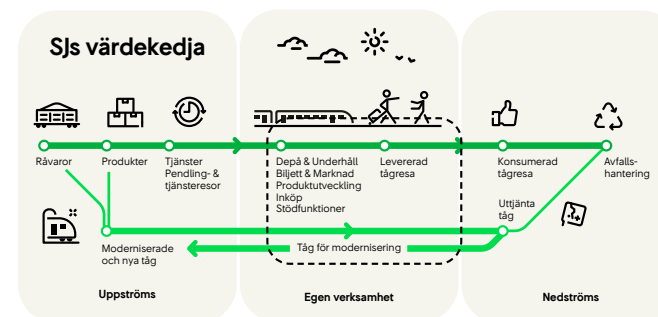 SJs värdekedja
Råvaror
Produkter
Tjänster
Pendling- &
tjänsteresor
Depå & Underhåll
Biljett & Marknad
Produktutveckling
Inköp
Stödfunktioner
Levererad
tågresa
Konsumerad
tågresa
Avfalls-
hantering
Uttjänta
tåg
Moderniserade
och nya tåg
Tåg för modernisering
Uppströms
Egen verksamhet
Nedströms